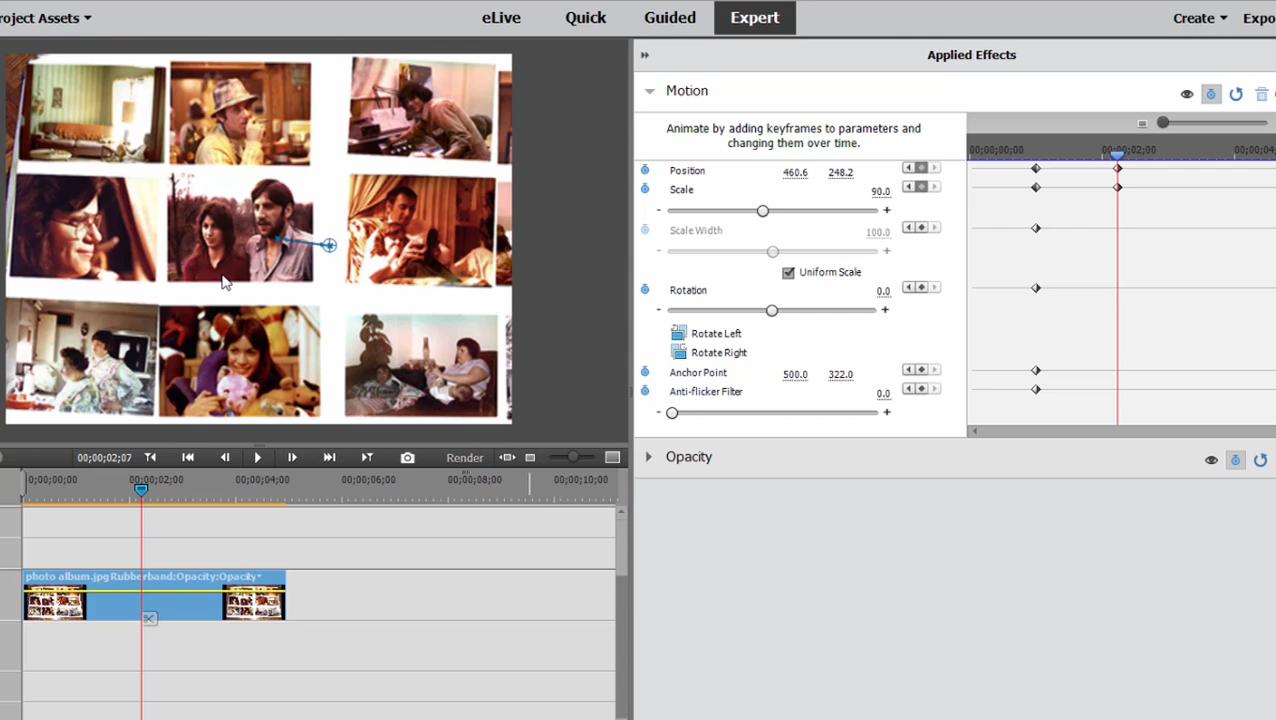 roject Assets
eLive
Quick
Guided
Expert
Create
Expo
Applied Effects
Motion
Animate by adding keyframes to parameters and
changing them over time.
00;00;00;00
00;00;02;00
00;00;04;
Position 460.6 248.2
Scale 90.0
- +
Scale Width 100.0
- +
Uniform Scale
Rotation 0.0
- +
Rotate Left
Rotate Right
Anchor Point 500.0 322.0
Anti-flicker Filter 0.0
- +
Opacity
00;00;02;07
Render
0;00;00;00
00;00;02;00
00;00;04;00
00;00;06;00
00;00;08;00
00;00;10;00
photo album.jpg Rubberband:Opacity:Opacity